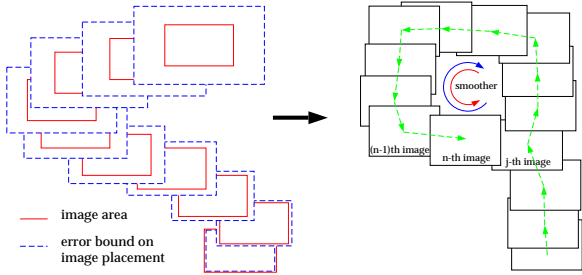 smoother
(n-1)th image
n-th image
j-th image
image area
error bound on
image placement